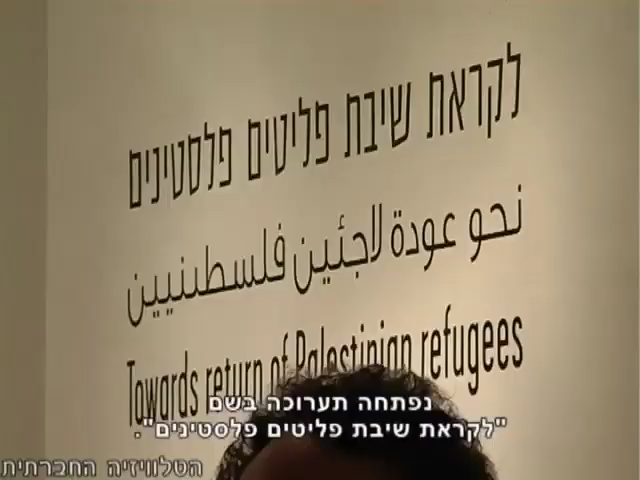 לקראת שיבת פליטים פלסטינים
نحو عودة لاجئين فلسطينيين
Towards return of Palestinian refugees
נפתחה תערוכה בשם
"לקראת שיבת פליטים פלסטינים".
הטלוויזיה החברתית